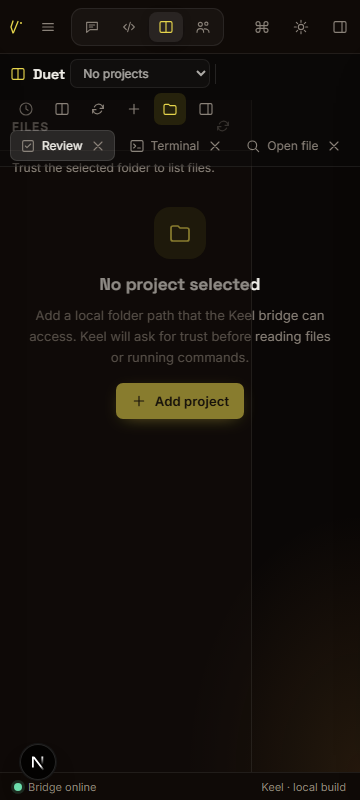 Duet No projects
FILES
Review Terminal Open file
Trust the selected folder to list files.
No project selected
Add a local folder path that the Keel bridge can
access. Keel will ask for trust before reading files
or running commands.
Add project
N
Bridge online Keel · local build